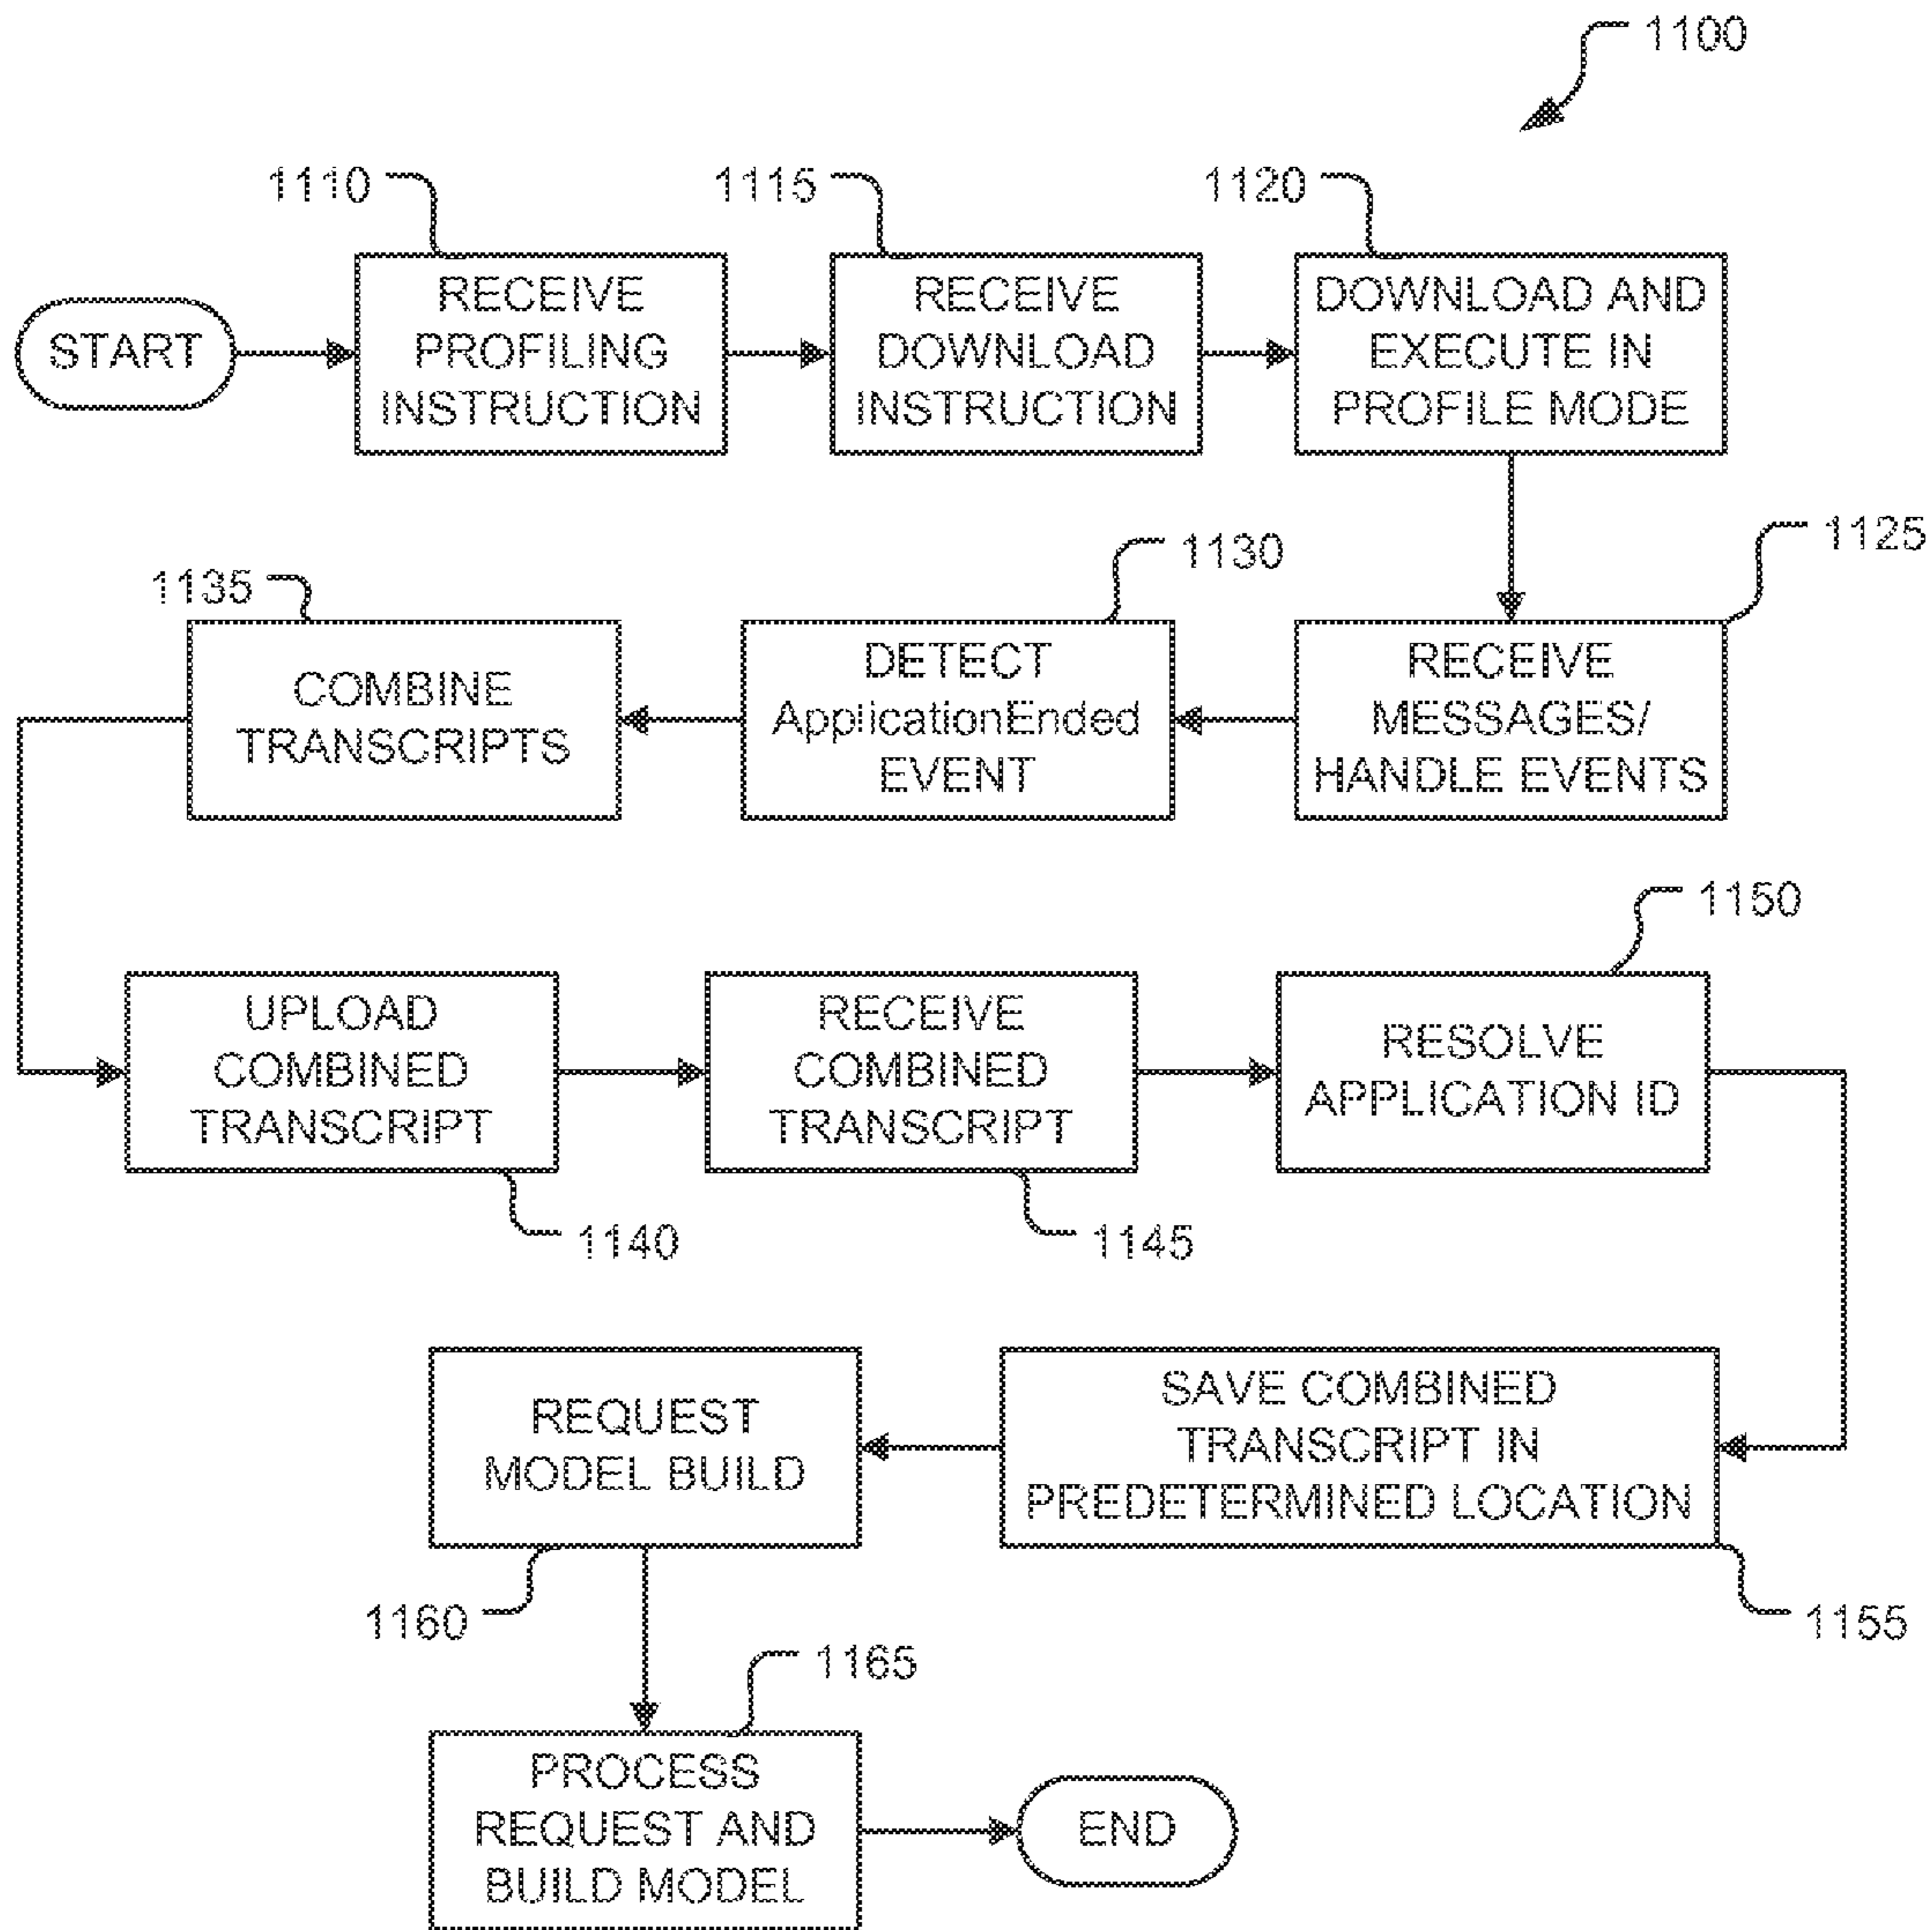 1100
1110
1115
1120
START
RECEIVE
PROFILING
INSTRUCTION
RECEIVE
DOWNLOAD
INSTRUCTION
DOWNLOAD AND
EXECUTE IN
PROFILE MODE
1125
1130
1135
RECEIVE
MESSAGES/
HANDLE EVENTS
DETECT
ApplicationEnded
EVENT
COMBINE
TRANSCRIPTS
1150
UPLOAD
COMBINED
TRANSCRIPT
RECEIVE
COMBINED
TRANSCRIPT
RESOLVE
APPLICATION ID
1140
1145
SAVE COMBINED
TRANSCRIPT IN
PREDETERMINED LOCATION
REQUEST
MODEL BUILD
1160
1155
1165
PROCESS
REQUEST AND
BUILD MODEL
END